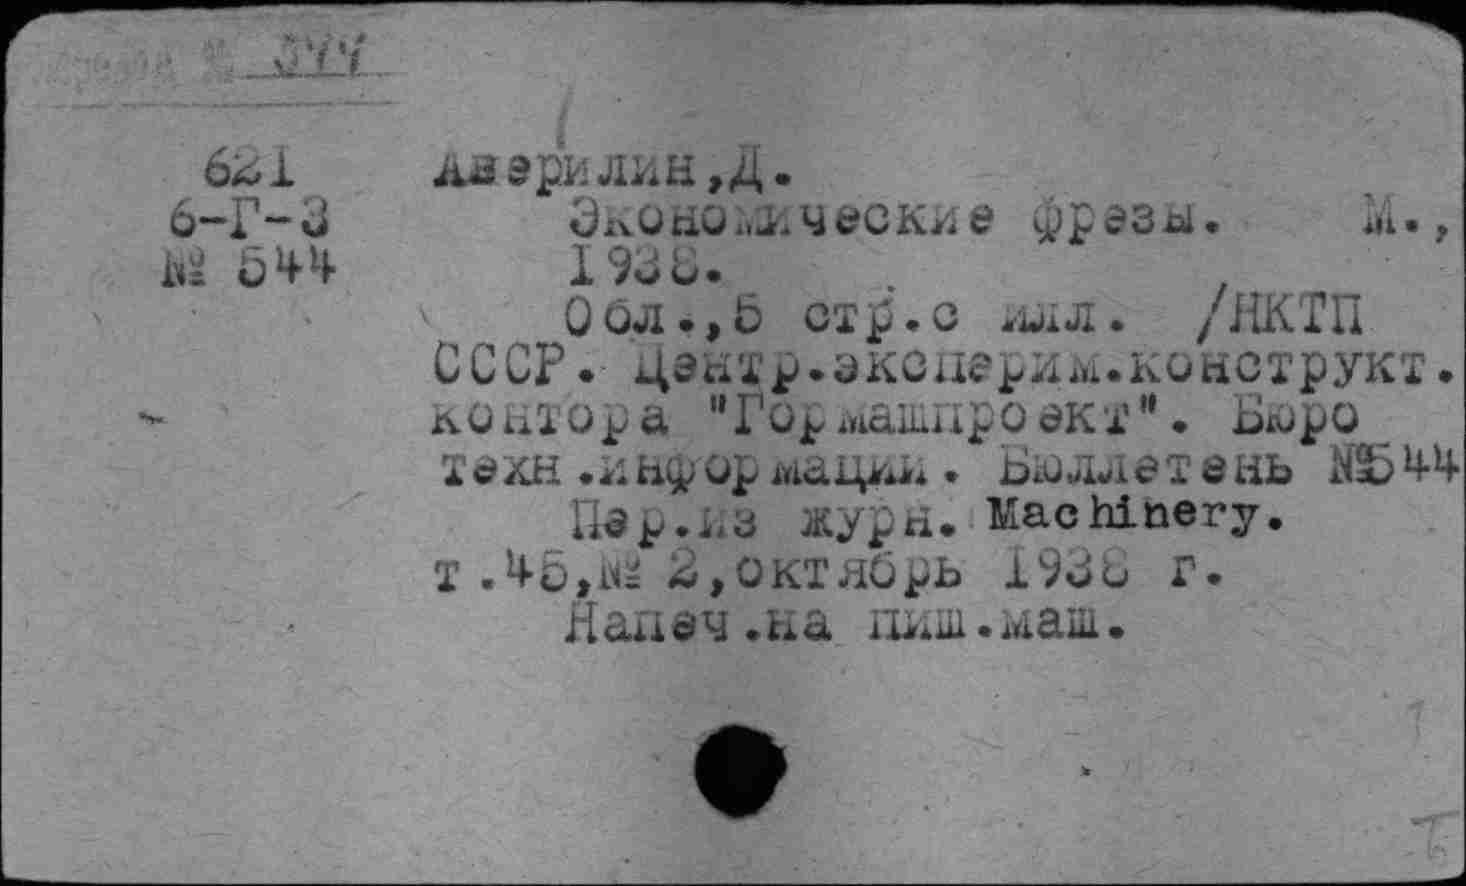 544
621 Аверилин,Д.
6-Г-3 Экономические фрезы. М.,
№ 544 1938.
Обл.,5 стр.с илл. /НКТП
СССР. Центр.эксперим.конструкт.
контора "Гормашпроект". Бюро
техн.информации. Бюллетень №544
Пер.из журн. Machinery.
т.45,№ 2,октябрь 1938 г.
Напеч.на пиш.маш.